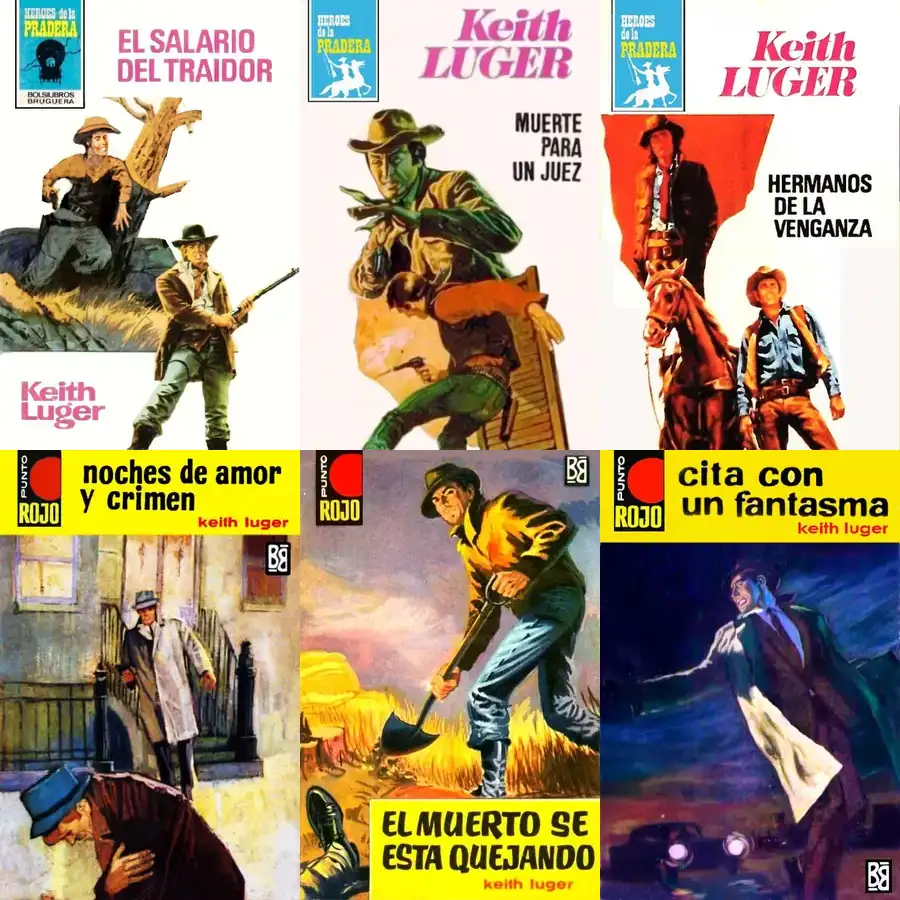 HEROES de la
PRADERA
BOLSILIBROS
BRUGUERA
EL SALARIO
DEL TRAIDOR
Keith
Luger
HEROES
de la
PRADERA
Keith
LUGER
MUERTE
PARA
UN JUEZ
HEROES
de la
PRADERA
Keith
LUGER
HERMANOS
DE LA
VENGANZA
PUNTO
ROJO
noches de amor
y crimen
keith luger
BB
PUNTO
ROJO
BB
EL MUERTO SE
ESTA QUEJANDO
keith luger
PUNTO
ROJO
cita con
un fantasma
keith luger
BB